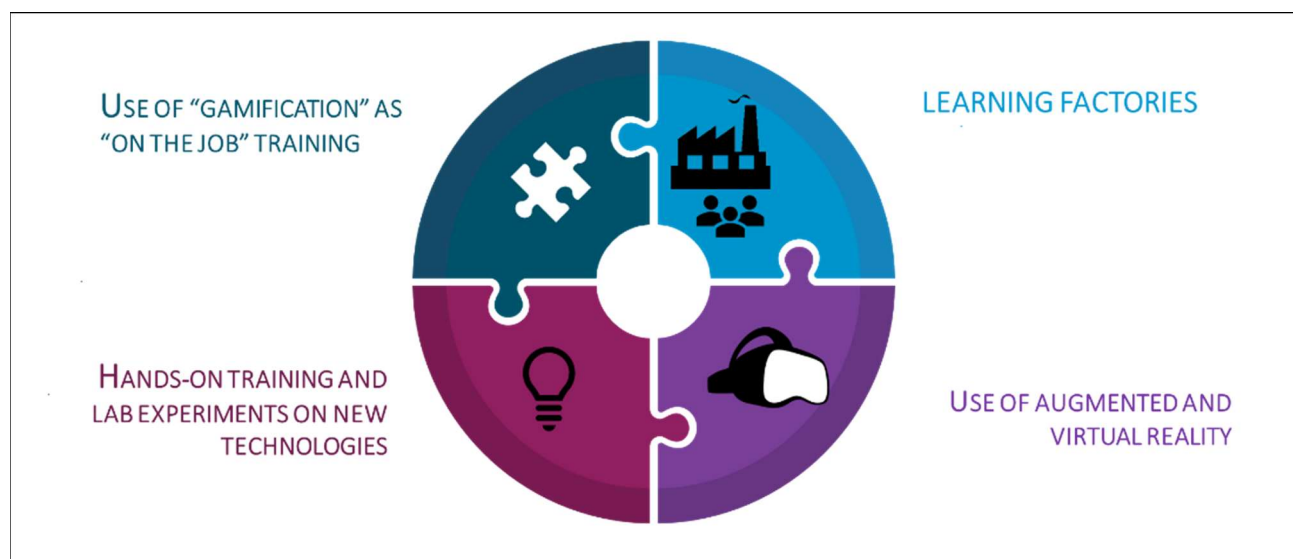 USE OF “GAMIFICATION” AS
“ON THE JOB” TRAINING
LEARNING FACTORIES
HANDS-ON TRAINING AND
LAB EXPERIMENTS ON NEW
TECHNOLOGIES
USE OF AUGMENTED AND
VIRTUAL REALITY